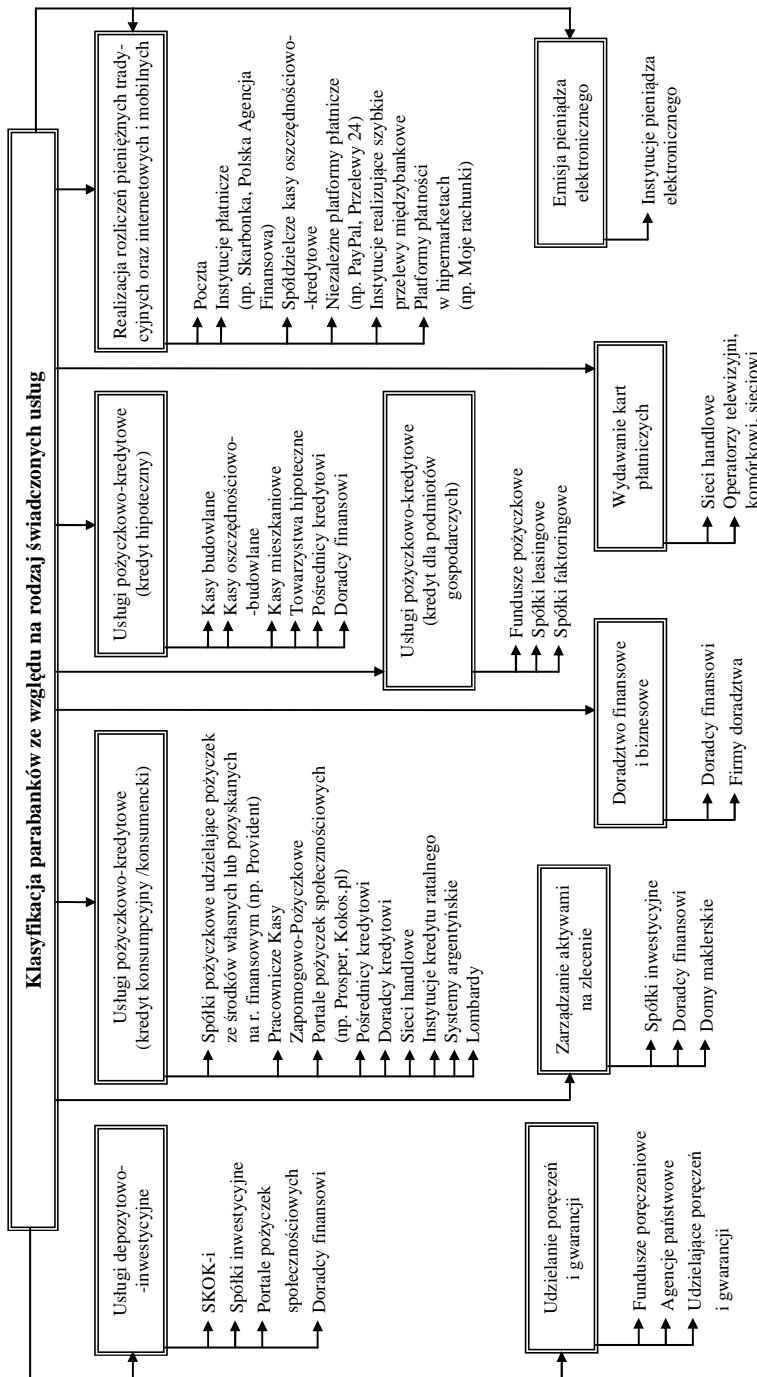 Klasyfikacja parabanków ze względu na rodzaj świadczonych usług
Usługi depozytowo-
-inwestycyjne
SKOK-i
Spółki inwestycyjne
Portale pożyczek
społecznościowych
Doradcy finansowi
Usługi pożyczkowo-kredytowe
(kredyt konsumpcyjny /konsumencki)
Spółki pożyczkowe udzielające pożyczek
ze środków własnych lub pozyskanych
na r. finansowym (np. Provident)
Pracownicze Kasy
Zapomogowo-Pożyczkowe
Portale pożyczek społecznościowych
(np. Prosper, Kokos.pl)
Pośrednicy kredytowi
Doradcy kredytowi
Sieci handlowe
Instytucje kredytu ratalnego
Systemy argentyńskie
Lombardy
Usługi pożyczkowo-kredytowe
(kredyt hipoteczny)
Kasy budowlane
Kasy oszczędnościowo-
-budowlane
Kasy mieszkaniowe
Towarzystwa hipoteczne
Pośrednicy kredytowi
Doradcy finansowi
Realizacja rozliczeń pieniężnych trady-
cyjnych oraz internetowych i mobilnych
Poczta
Instytucje płatnicze
(np. Skarbonka, Polska Agencja
Finansowa)
Spółdzielcze kasy oszczędnościowo-
-kredytowe
Niezależne platformy płatnicze
(np. PayPal, Przelewy 24)
Instytucje realizujące szybkie
przelewy międzybankowe
Platformy płatności
w hipermarketach
(np. Moje rachunki)
Usługi pożyczkowo-kredytowe
(kredyt dla podmiotów
gospodarczych)
Fundusze pożyczkowe
Spółki leasingowe
Spółki faktoringowe
Udzielanie poręczeń
i gwarancji
Fundusze poręczeniowe
Agencje państwowe
Udzielające poręczeń
i gwarancji
Zarządzanie aktywami
na zlecenie
Spółki inwestycyjne
Doradcy finansowi
Domy maklerskie
Doradztwo finansowe
i biznesowe
Doradcy finansowi
Firmy doradztwa
Wydawanie kart
płatniczych
Sieci handlowe
Operatorzy telewizyjni,
komórkowi, sieciowi
Emisja pieniądza
elektronicznego
Instytucje pieniądza
elektronicznego